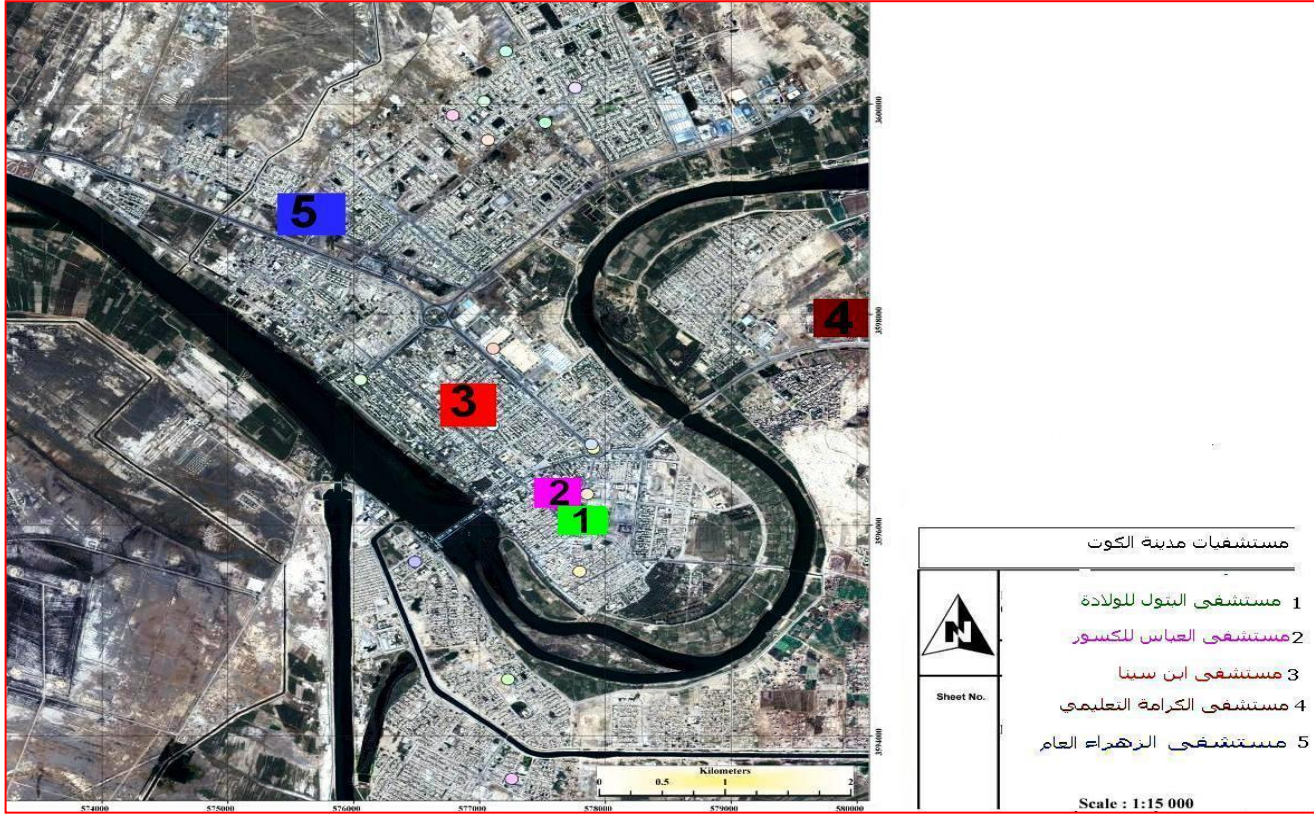 5
4
3
2
1
3600000
3598000
3596000
3594000
Kilometers
0 0.5 1 2
574000 575000 576000 577000 578000 579000 580000
مستشفيات مدينة الكوت
N
Sheet No.
1 مستشفى البتول للولادة
2 مستشفى العباس للكسور
3 مستشفى ابن سينا
4 مستشفى الكرامة التعليمي
5 مستشفى الزهراء العام
Scale : 1:15 000